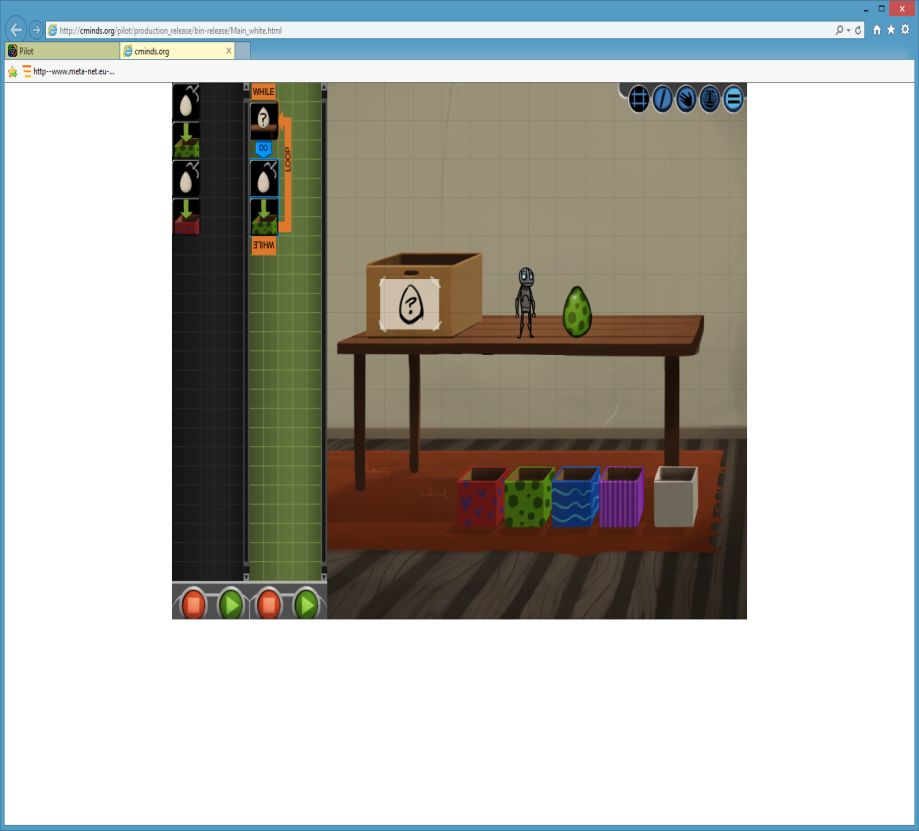 http://cminds.org/pilot/production_release/bin-release/Main_white.html
Pilot
cminds.org
X
http--www.meta-net.eu-...
WHILE
?
DO
LOOP
WHILE
?